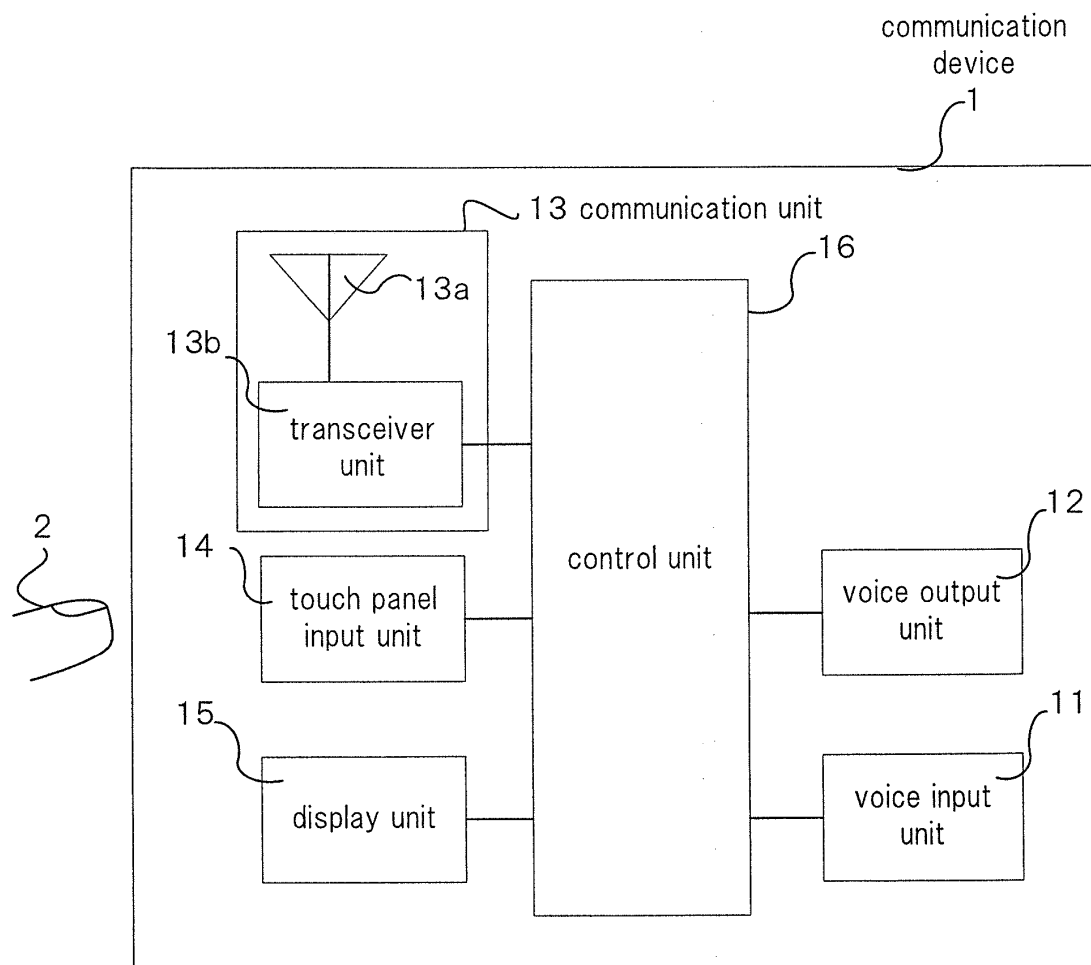 communication
device
1
13 communication unit
16
13a
13b
transceiver
unit
2
14
touch panel
input unit
control unit
12
voice output
unit
15
display unit
11
voice input
unit